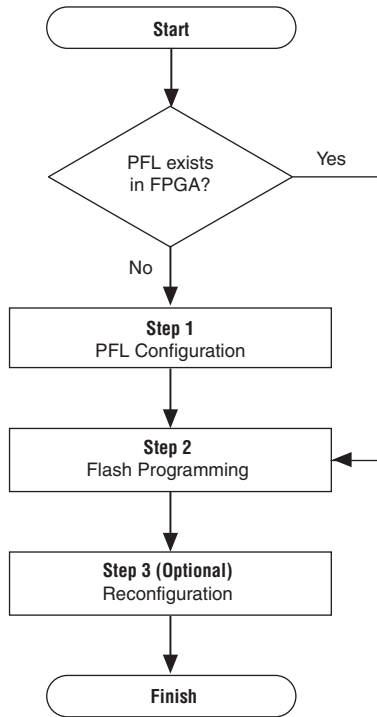 Start
PFL exists
in FPGA?
Yes
No
Step 1
PFL Configuration
Step 2
Flash Programming
Step 3 (Optional)
Reconfiguration
Finish